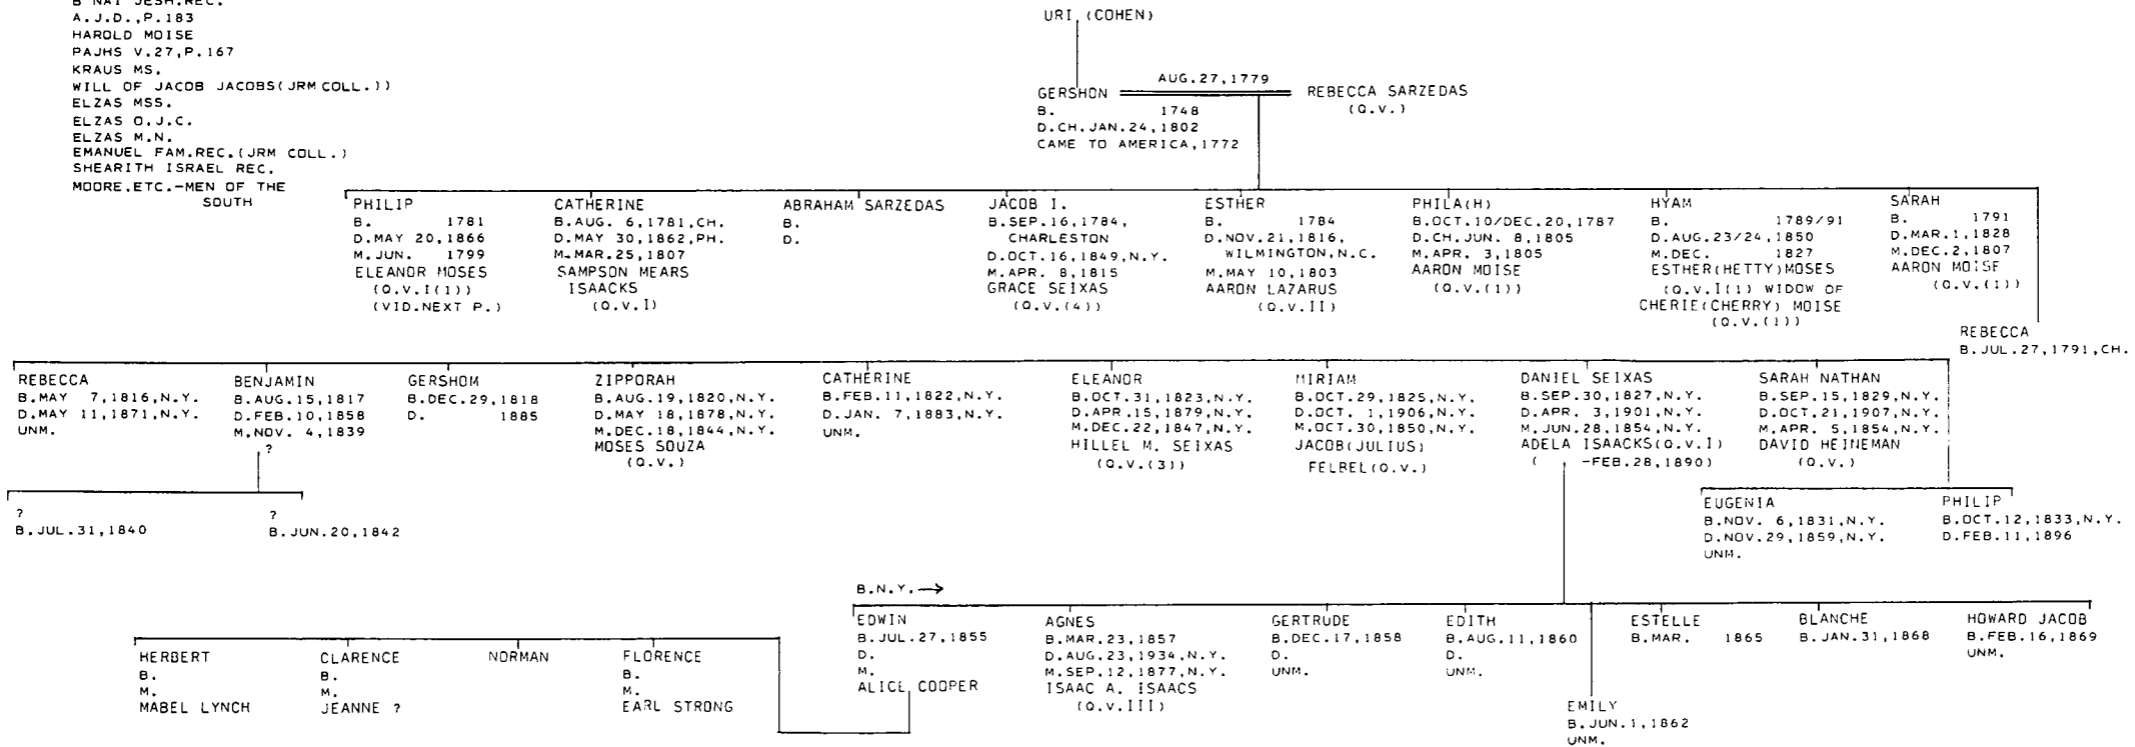 B'NAI JESH.REC.
A.J.D.,P.183
HAROLD MOISE
PAJHS V.27,P.167
KRAUS MS.
WILL OF JACOB JACOBS(JRM COLL.))
ELZAS MSS.
ELZAS O.J.C.
ELZAS M.N.
EMANUEL FAM.REC.(JRM COLL.)
SHEARITH ISRAEL REC.
MOORE,ETC.-MEN OF THE
SOUTH
URI (COHEN)
AUG.27,1779
GERSHON
B. 1748
D.CH.JAN.24,1802
CAME TO AMERICA,1772
REBECCA SARZEDAS
(Q.V.)
PHILIP
B. 1781
D.MAY 20,1866
M.JUN. 1799
ELEANOR MOSES
(Q.V.I(1))
(VID.NEXT P.)
CATHERINE
B.AUG. 6,1781,CH.
D.MAY 30,1862,PH.
M.MAR.25,1807
SAMPSON MEARS
ISAACKS
(Q.V.I)
ABRAHAM SARZEDAS
B.
D.
JACOB I.
B.SEP.16,1784,
CHARLESTON
D.OCT.16,1849,N.Y.
M.APR. 8,1815
GRACE SEIXAS
(Q.V.(4))
ESTHER
B. 1784
D.NOV.21,1816,
WILMINGTON,N.C.
M.MAY 10,1803
AARON LAZARUS
(Q.V.II)
PHILA(H)
B.OCT.10/DEC.20,1787
D.CH.JUN. 8,1805
M.APR. 3,1805
AARON MOISE
(Q.V.(1))
HYAM
B. 1789/91
D.AUG.23/24,1850
M.DEC. 1827
ESTHER(HETTY)MOSES
(Q.V.I(1) WIDOW OF
CHERIE(CHERRY) MOISE
(Q.V.(1))
SARAH
B. 1791
D.MAR.1,1828
M.DEC.2,1807
AARON MOISE
(Q.V.(1))
REBECCA
B.JUL.27,1791,CH.
REBECCA
B.MAY 7,1816,N.Y.
D.MAY 11,1871,N.Y.
UNM.
BENJAMIN
B.AUG.15,1817
D.FEB.10,1858
M.NOV. 4,1839
?
GERSHOM
B.DEC.29,1818
D. 1885
ZIPPORAH
B.AUG.19,1820,N.Y.
D.MAY 18,1878,N.Y.
M.DEC.18,1844,N.Y.
MOSES SOUZA
(Q.V.)
CATHERINE
B.FEB.11,1822,N.Y.
D.JAN. 7,1883,N.Y.
UNM.
ELEANOR
B.OCT.31,1823,N.Y.
D.APR.15,1879,N.Y.
M.DEC.22,1847,N.Y.
HILLEL M. SEIXAS
(Q.V.(3))
MIRIAM
B.OCT.29,1825,N.Y.
D.OCT. 1,1906,N.Y.
M.OCT.30,1850,N.Y.
JACOB(JULIUS)
FELREL(Q.V.)
DANIEL SEIXAS
B.SEP.30,1827,N.Y.
D.APR. 3,1901,N.Y.
M.JUN.28,1854,N.Y.
ADELA ISAACKS(Q.V.I)
( -FEB.28,1890)
SARAH NATHAN
B.SEP.15,1829,N.Y.
D.OCT.21,1907,N.Y.
M.APR. 5,1854,N.Y.
DAVID HEINEMAN
(Q.V.)
?
B.JUL.31,1840
?
B.JUN.20,1842
EUGENIA
B.NOV. 6,1831,N.Y.
D.NOV.29,1859,N.Y.
UNM.
PHILIP
B.OCT.12,1833,N.Y.
D.FEB.11,1896
B.N.Y.→
EDWIN
B.JUL.27,1855
D.
M.
ALICE COOPER
AGNES
B.MAR.23,1857
D.AUG.23,1934,N.Y.
M.SEP.12,1877,N.Y.
ISAAC A. ISAACS
(Q.V.III)
GERTRUDE
B.DEC.17,1858
D.
UNM.
EDITH
B.AUG.11,1860
D.
UNM.
ESTELLE
B.MAR. 1865
BLANCHE
B.JAN.31,1868
HOWARD JACOB
B.FEB.16,1869
UNM.
EMILY
B.JUN.1,1862
UNM.
HERBERT
B.
M.
MABEL LYNCH
CLARENCE
B.
M.
JEANNE ?
NORMAN
FLORENCE
B.
M.
EARL STRONG